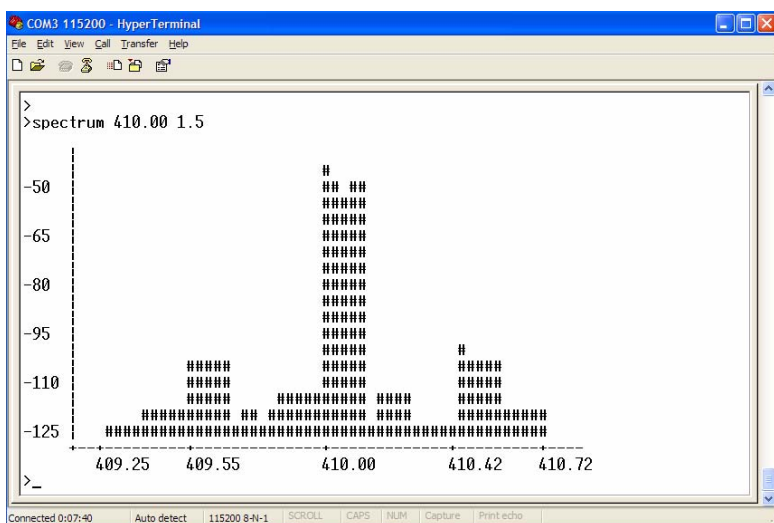 COM3 115200 - HyperTerminal
File Edit View Call Transfer Help
>
>spectrum 410.00 1.5
#
-50 ## ##
#####
#####
-65 #####
#####
#####
-80 #####
#####
#####
-95 #####
##### #
##### ##### #####
-110 ##### ##### #####
##### ########## #### #####
########## ## ########### #### ##########
-125 #################################################
409.25 409.55 410.00 410.42 410.72
>_
Connected 0:07:40 Auto detect 115200 8-N-1 SCROLL CAPS NUM Capture Print echo